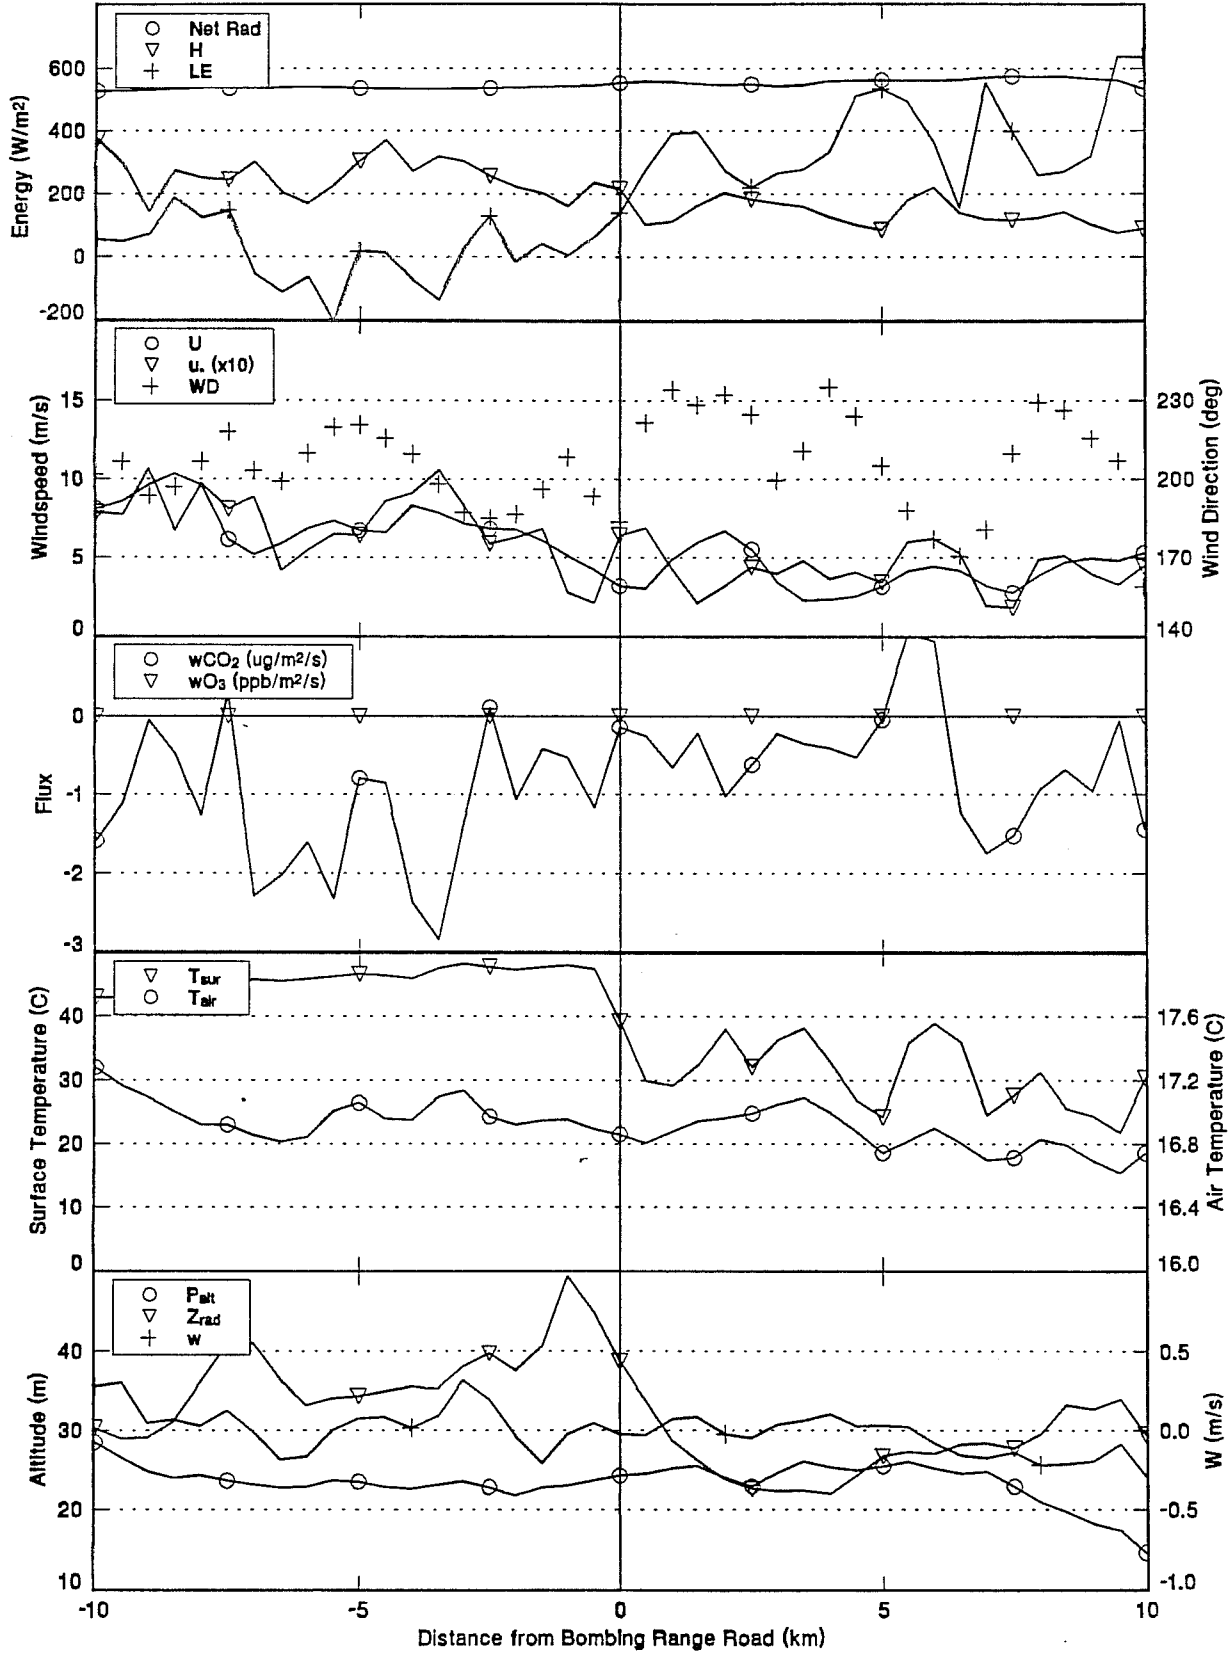 Net Rad
H
LE
600
400
200
0
-200
Energy (W/m²)
U
u. (x10)
WD
15
10
5
0
Windspeed (m/s)
230
200
170
140
Wind Direction (deg)
wCO₂ (ug/m²/s)
wO₃ (ppb/m²/s)
0
-1
-2
-3
Flux
Tsur
Tair
40
30
20
10
0
Surface Temperature (C)
17.6
17.2
16.8
16.4
16.0
Air Temperature (C)
Palt
Zrad
w
40
30
20
10
Altitude (m)
0.5
0.0
-0.5
-1.0
W (m/s)
-10 -5 0 5 10
Distance from Bombing Range Road (km)